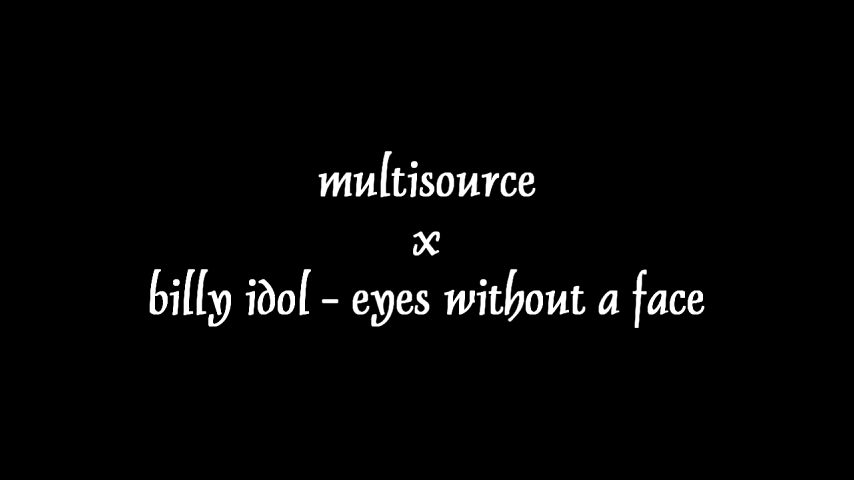 multisource
x
billy idol - eyes without a face